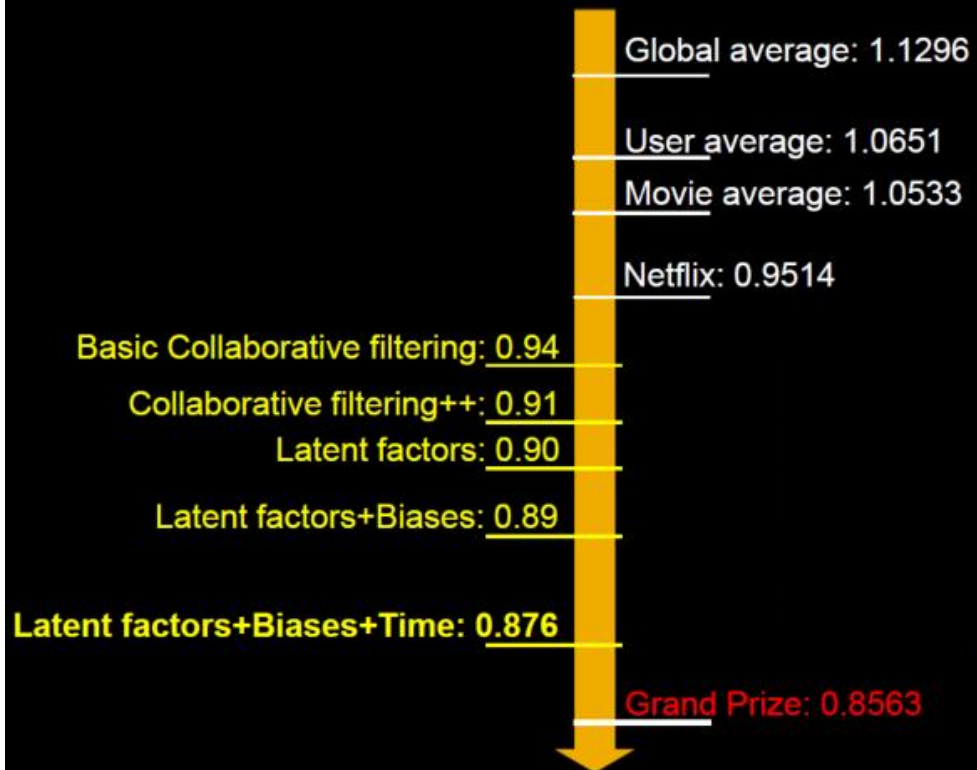 Global average: 1.1296
User average: 1.0651
Movie average: 1.0533
Netflix: 0.9514
Basic Collaborative filtering: 0.94
Collaborative filtering++: 0.91
Latent factors: 0.90
Latent factors+Biases: 0.89
Latent factors+Biases+Time: 0.876
Grand Prize: 0.8563